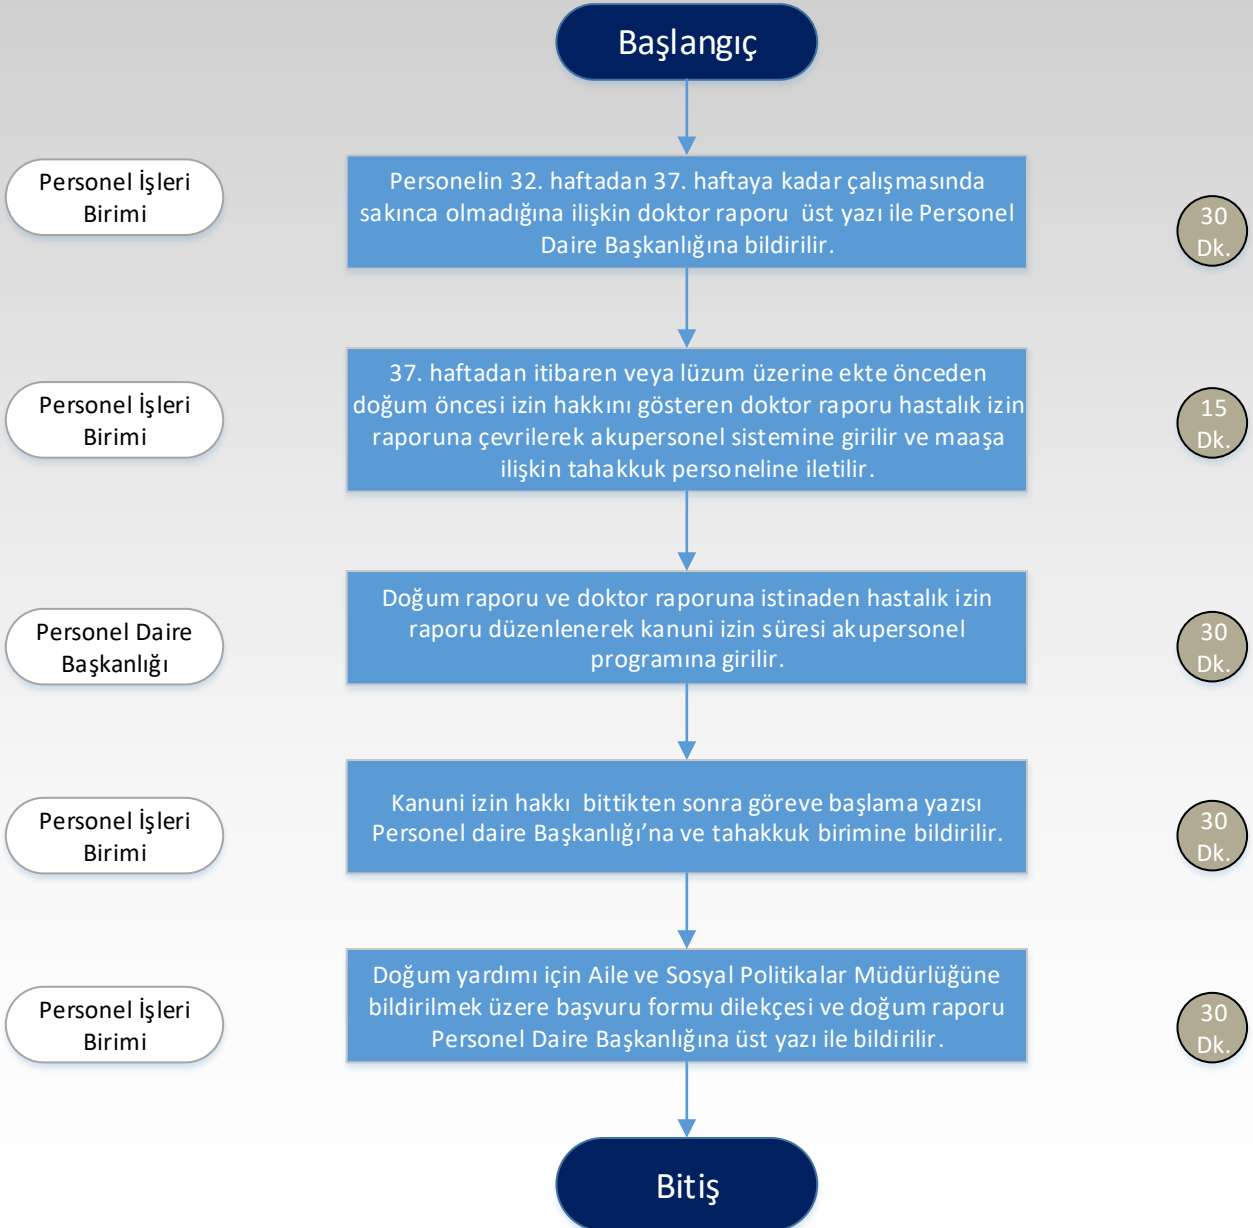 Başlangıç
Personel İşleri
Birimi
Personelin 32. haftadan 37. haftaya kadar çalışmasında
sakınca olmadığına ilişkin doktor raporu üst yazı ile Personel
Daire Başkanlığına bildirilir.
30
Dk.
Personel İşleri
Birimi
37. haftadan itibaren veya lüzum üzerine ekte önceden
doğum öncesi izin hakkını gösteren doktor raporu hastalık izin
raporuna çevrilerek akupersonel sistemine girilir ve maaşa
ilişkin tahakkuk personeline iletilir.
15
Dk.
Personel Daire
Başkanlığı
Doğum raporu ve doktor raporuna istinaden hastalık izin
raporu düzenlenerek kanuni izin süresi akupersonel
programına girilir.
30
Dk.
Personel İşleri
Birimi
Kanuni izin hakkı bittikten sonra göreve başlama yazısı
Personel daire Başkanlığı’na ve tahakkuk birimine bildirilir.
30
Dk.
Personel İşleri
Birimi
Doğum yardımı için Aile ve Sosyal Politikalar Müdürlüğüne
bildirilmek üzere başvuru formu dilekçesi ve doğum raporu
Personel Daire Başkanlığına üst yazı ile bildirilir.
30
Dk.
Bitiş